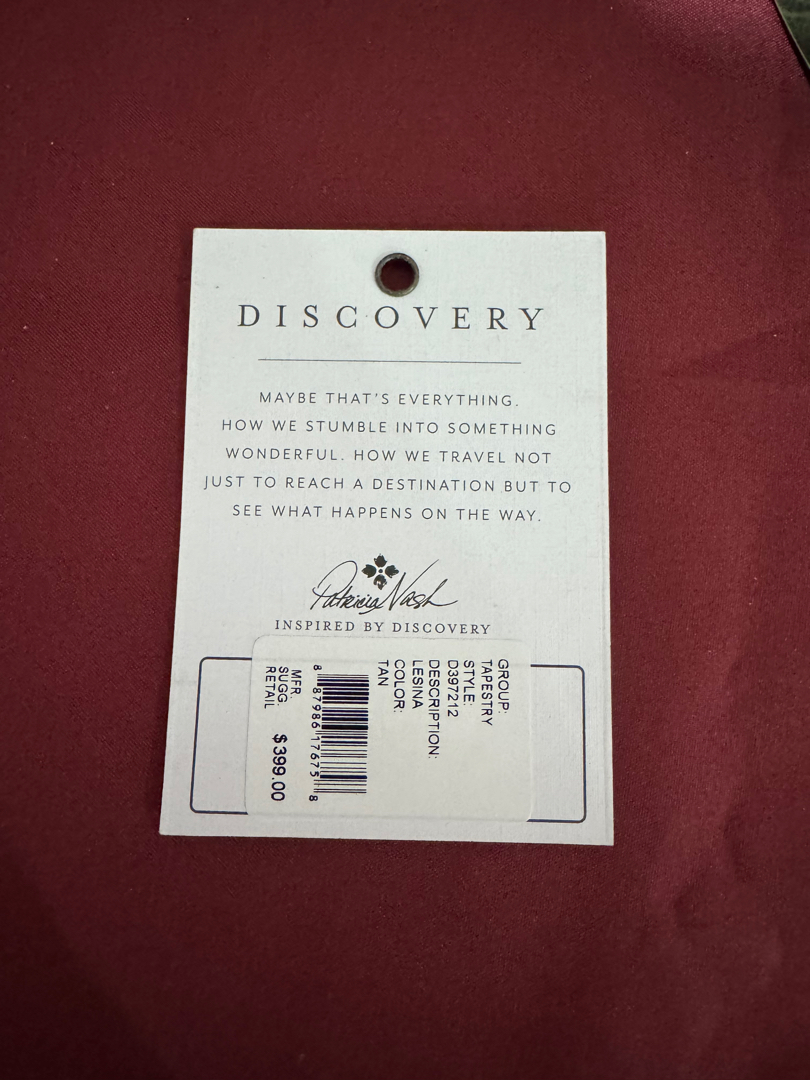 DISCOVERY
MAYBE THAT'S EVERYTHING.
HOW WE STUMBLE INTO SOMETHING
WONDERFUL. HOW WE TRAVEL NOT
JUST TO REACH A DESTINATION BUT TO
SEE WHAT HAPPENS ON THE WAY.
Patricia Nash
INSPIRED BY DISCOVERY
GROUP:
TAPESTRY
STYLE:
D397212
DESCRIPTION:
LESINA
COLOR:
TAN
8 87986 17675 8
MFR.
SUGG.
RETAIL $399.00